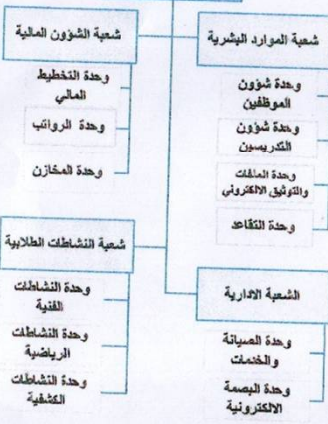 شعبة الموارد البشرية
وحدة شؤون
الموظفين
وحدة شؤون
التدريسيين
وحدة الملفات
والتوثيق الالكتروني
وحدة التقاعد
شعبة الشؤون المالية
وحدة التخطيط
المالي
وحدة الرواتب
وحدة المخازن
الشعبة الادارية
وحدة الصيانة
والخدمات
وحدة البصمة
الالكترونية
شعبة النشاطات الطلابية
وحدة النشاطات
الفنية
وحدة النشاطات
الرياضية
وحدة النشاطات
الكشفية